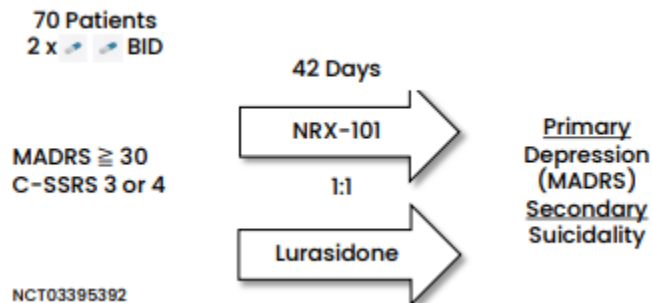 70 Patients
2 x BID
MADRS ≧ 30
C-SSRS 3 or 4
NCT03395392
42 Days
NRX-101
1:1
Lurasidone
Primary
Depression
(MADRS)
Secondary
Suicidality